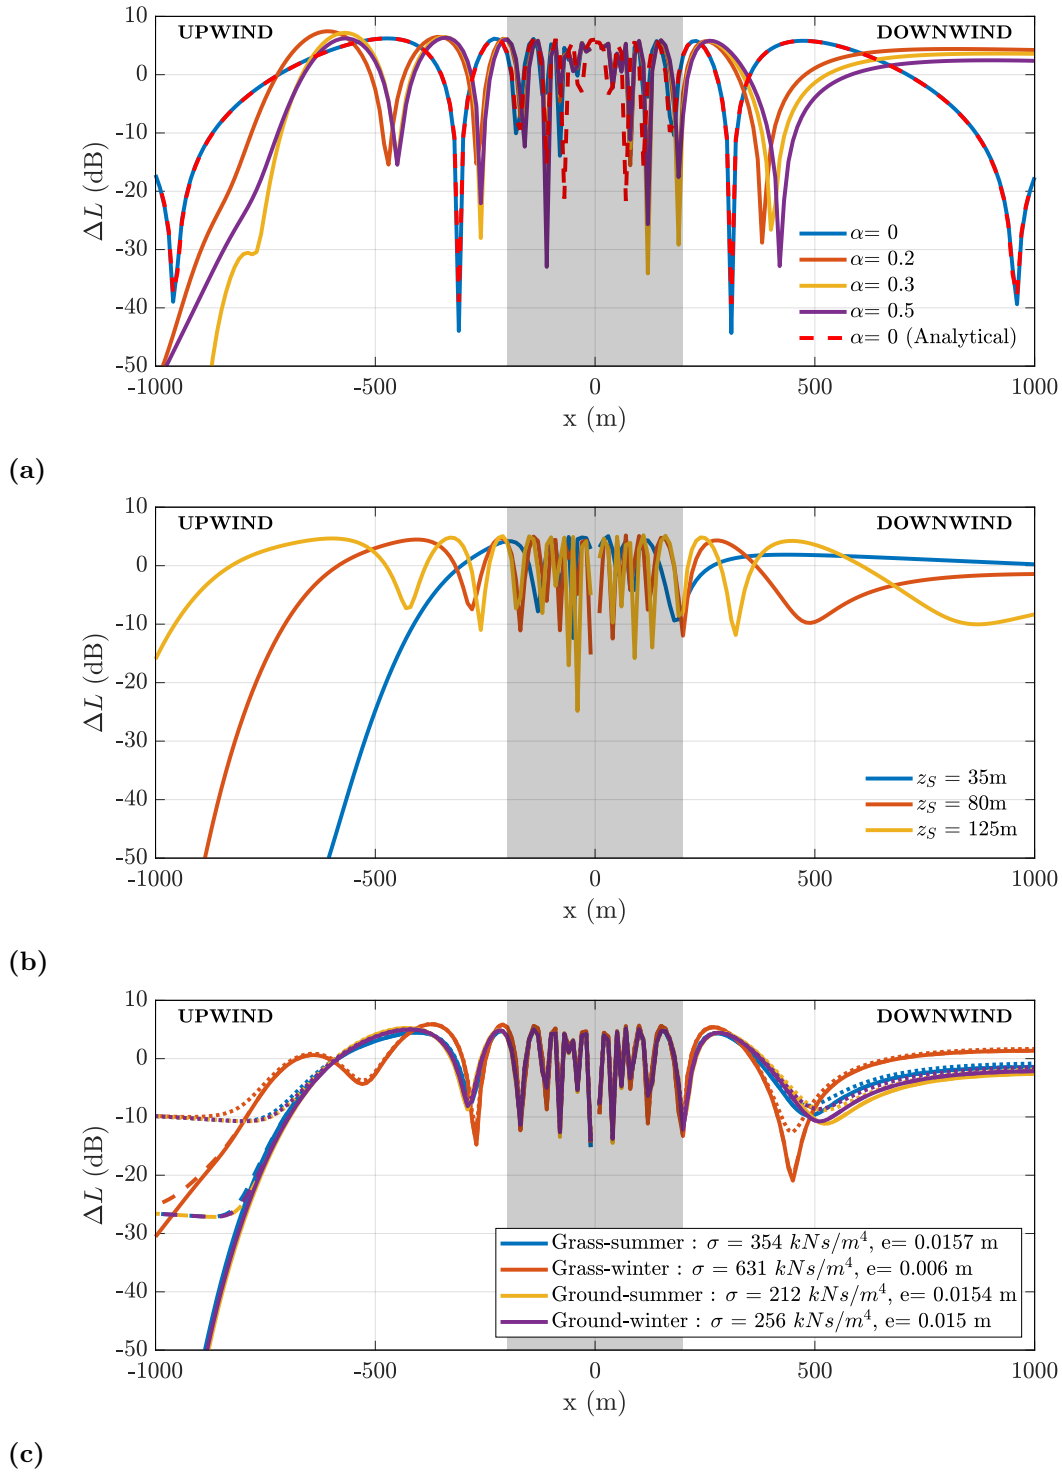 10
0
-10
-20
-30
-40
-50
ΔL (dB)
UPWIND
DOWNWIND
α= 0
α= 0.2
α= 0.3
α= 0.5
α= 0 (Analytical)
-1000
-500
0
500
1000
x (m)
(a)
10
0
-10
-20
-30
-40
-50
ΔL (dB)
UPWIND
DOWNWIND
z_S = 35m
z_S = 80m
z_S = 125m
-1000
-500
0
500
1000
x (m)
(b)
10
0
-10
-20
-30
-40
-50
ΔL (dB)
UPWIND
DOWNWIND
Grass-summer : σ = 354 kNs/m⁴, e= 0.0157 m
Grass-winter : σ = 631 kNs/m⁴, e= 0.006 m
Ground-summer : σ = 212 kNs/m⁴, e= 0.0154 m
Ground-winter : σ = 256 kNs/m⁴, e= 0.015 m
-1000
-500
0
500
1000
x (m)
(c)